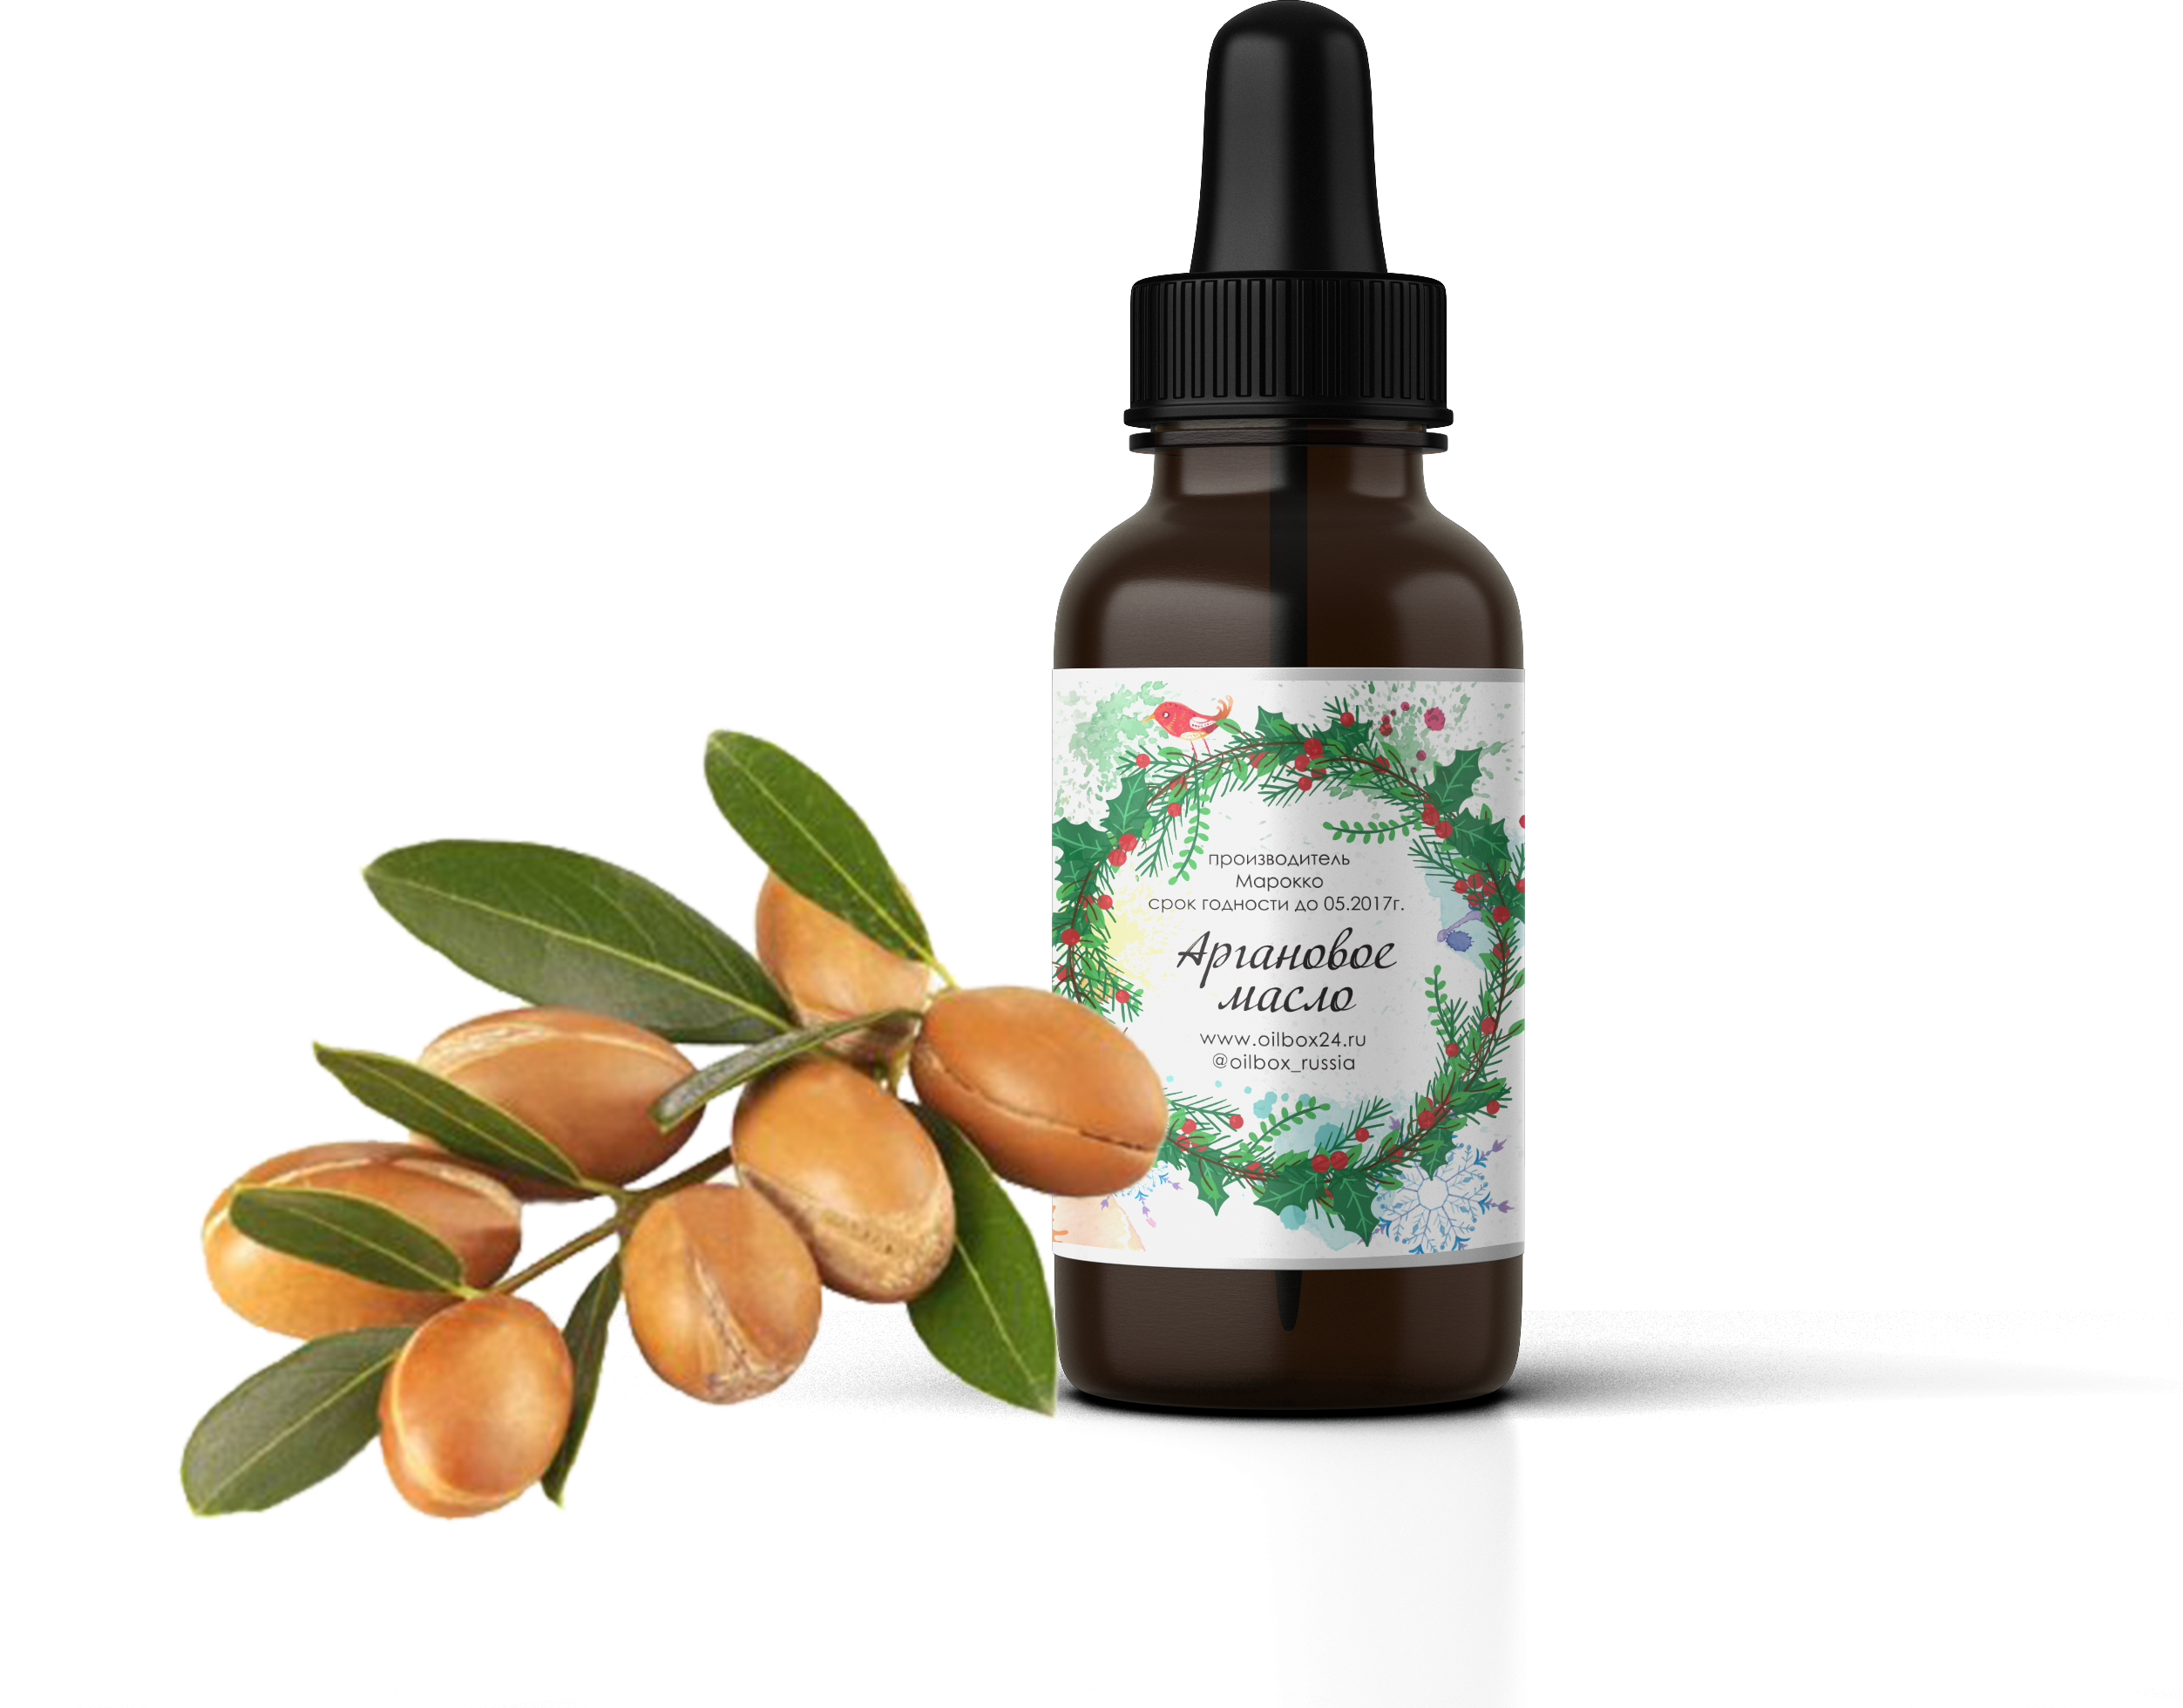 производитель
Марокко
срок годности до 05.2017г.
Аргановое
масло
www.oilbox24.ru
@oilbox_russia